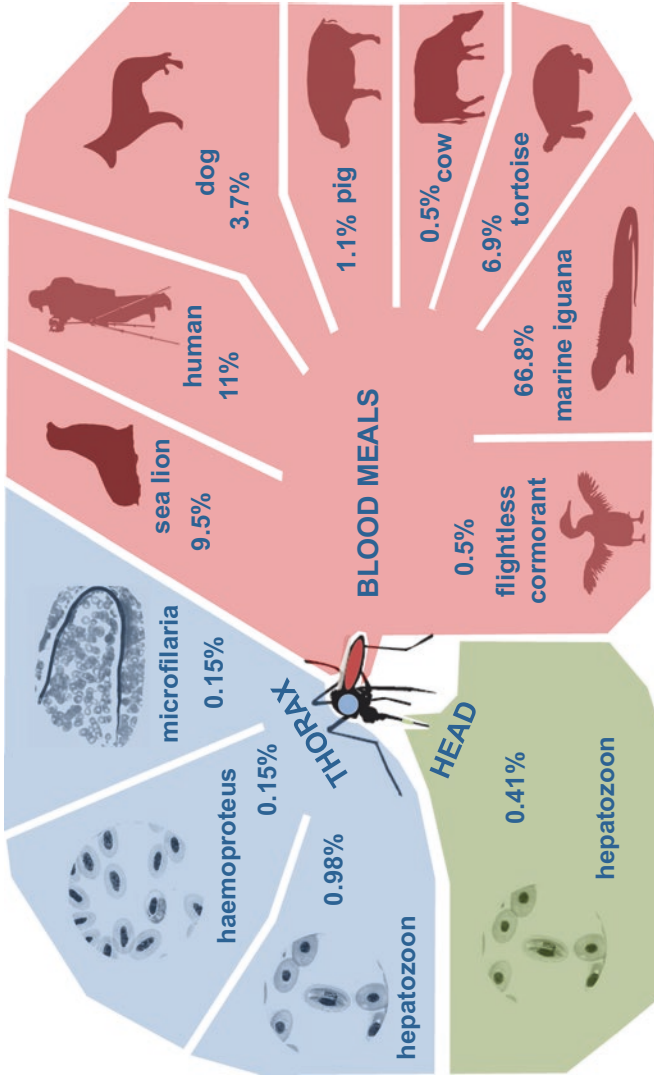 BLOOD MEALS
sea lion
9.5%
human
11%
dog
3.7%
1.1% pig
0.5% cow
6.9%
tortoise
66.8%
marine iguana
0.5%
flightless
cormorant
THORAX
microfilaria
0.15%
haemoproteus
0.15%
0.98%
hepatozoon
HEAD
0.41%
hepatozoon